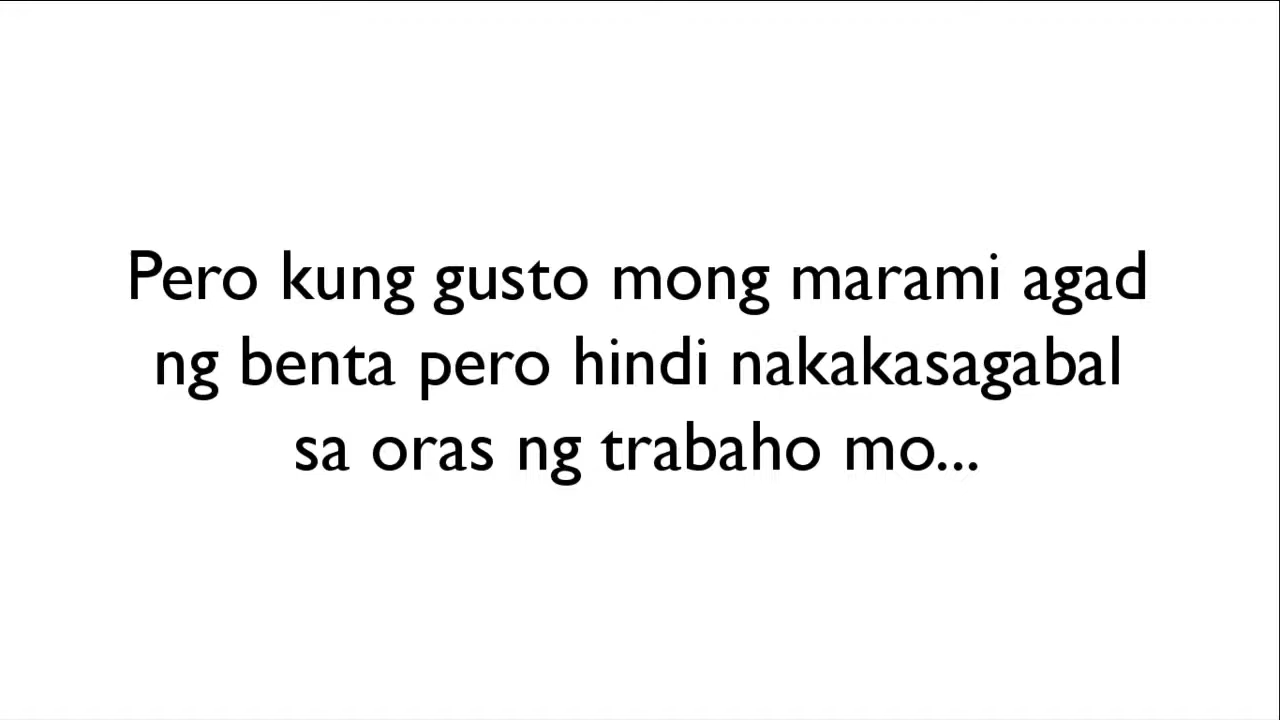 Pero kung gusto mong marami agad
ng benta pero hindi nakakasagabal
sa oras ng trabaho mo...